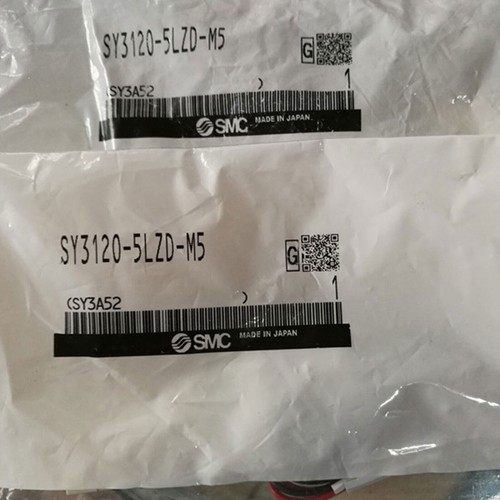 SY3120-5LZD-M5
G
(SY3A52 ) 1
SMC MADE IN JAPAN
SY3120-5LZD-M5
G
(SY3A52 ) 1
SMC MADE IN JAPAN